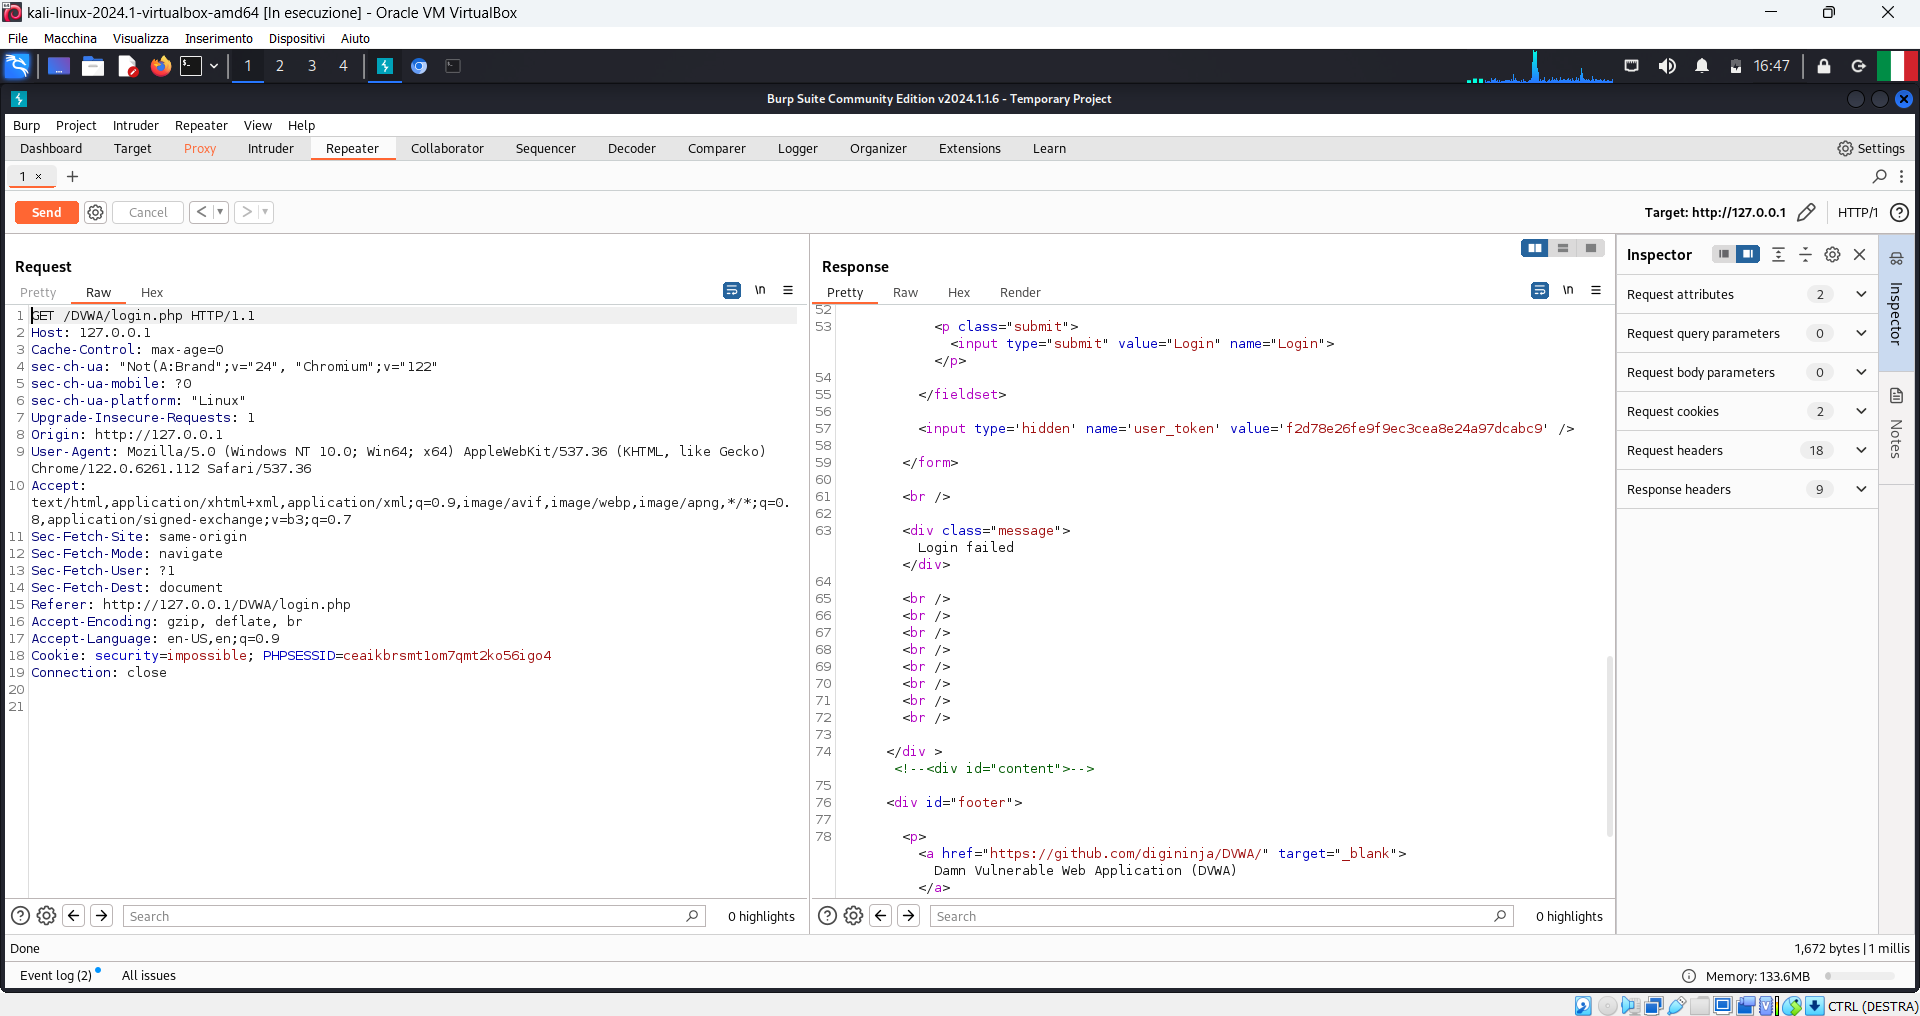 kali-linux-2024.1-virtualbox-amd64 [In esecuzione] - Oracle VM VirtualBox
File Macchina Visualizza Inserimento Dispositivi Aiuto
1 2 3 4 16:47
Burp Suite Community Edition v2024.1.1.6 - Temporary Project
Burp Project Intruder Repeater View Help
Dashboard Target Proxy Intruder Repeater Collaborator Sequencer Decoder Comparer Logger Organizer Extensions Learn Settings
1 × +
Send Cancel < > Target: http://127.0.0.1 HTTP/1
Request
Pretty Raw Hex \n
1 GET /DVWA/login.php HTTP/1.1
2 Host: 127.0.0.1
3 Cache-Control: max-age=0
4 sec-ch-ua: "Not(A:Brand";v="24", "Chromium";v="122"
5 sec-ch-ua-mobile: ?0
6 sec-ch-ua-platform: "Linux"
7 Upgrade-Insecure-Requests: 1
8 Origin: http://127.0.0.1
9 User-Agent: Mozilla/5.0 (Windows NT 10.0; Win64; x64) AppleWebKit/537.36 (KHTML, like Gecko)
Chrome/122.0.6261.112 Safari/537.36
10 Accept:
text/html,application/xhtml+xml,application/xml;q=0.9,image/avif,image/webp,image/apng,*/*;q=0.
8,application/signed-exchange;v=b3;q=0.7
11 Sec-Fetch-Site: same-origin
12 Sec-Fetch-Mode: navigate
13 Sec-Fetch-User: ?1
14 Sec-Fetch-Dest: document
15 Referer: http://127.0.0.1/DVWA/login.php
16 Accept-Encoding: gzip, deflate, br
17 Accept-Language: en-US,en;q=0.9
18 Cookie: security=impossible; PHPSESSID=ceaikbrsmt1om7qmt2ko56igo4
19 Connection: close
20
21
Search 0 highlights
Response
Pretty Raw Hex Render \n
52
53 <p class="submit">
<input type="submit" value="Login" name="Login">
</p>
54
55 </fieldset>
56
57 <input type='hidden' name='user_token' value='f2d78e26fe9f9ec3cea8e24a97dcabc9' />
58
59 </form>
60
61 <br />
62
63 <div class="message">
Login failed
</div>
64
65 <br />
66 <br />
67 <br />
68 <br />
69 <br />
70 <br />
71 <br />
72 <br />
73
74 </div >
<!--<div id="content">-->
75
76 <div id="footer">
77
78 <p>
<a href="https://github.com/digininja/DVWA/" target="_blank">
Damn Vulnerable Web Application (DVWA)
</a>
Search 0 highlights
Inspector
Request attributes 2
Request query parameters 0
Request body parameters 0
Request cookies 2
Request headers 18
Response headers 9
Inspector
Notes
Done 1,672 bytes | 1 millis
Event log (2) All issues Memory: 133.6MB
CTRL (DESTRA)